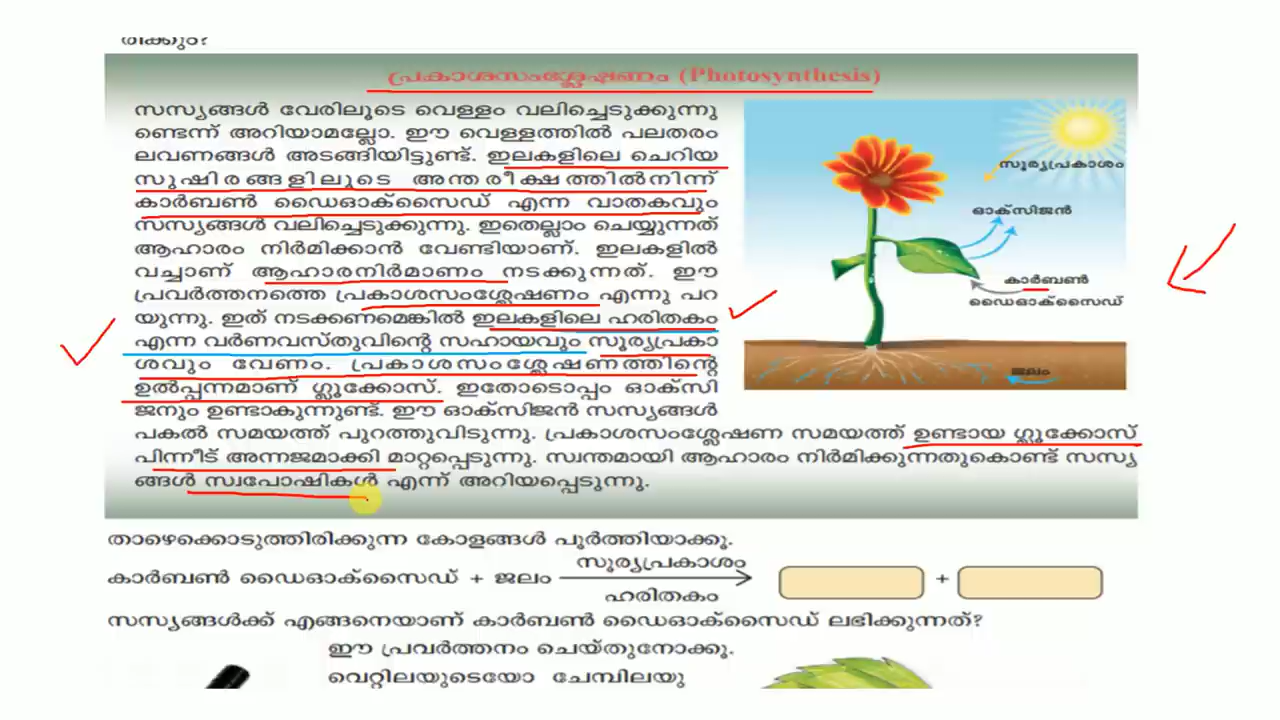 തിക്കും?
പ്രകാശസംശ്ലേഷണം (Photosynthesis)
സസ്യങ്ങൾ വേരിലൂടെ വെള്ളം വലിച്ചെടുക്കുന്നു
ണ്ടെന്ന് അറിയാമല്ലോ. ഈ വെള്ളത്തിൽ പലതരം
ലവണങ്ങൾ അടങ്ങിയിട്ടുണ്ട്. ഇലകളിലെ ചെറിയ
സുഷിരങ്ങളിലൂടെ അന്തരീക്ഷത്തിൽനിന്ന്
കാർബൺ ഡൈഓക്സൈഡ് എന്ന വാതകവും
സസ്യങ്ങൾ വലിച്ചെടുക്കുന്നു. ഇതെല്ലാം ചെയ്യുന്നത്
ആഹാരം നിർമിക്കാൻ വേണ്ടിയാണ്. ഇലകളിൽ
വച്ചാണ് ആഹാരനിർമാണം നടക്കുന്നത്. ഈ
പ്രവർത്തനത്തെ പ്രകാശസംശ്ലേഷണം എന്നു പറ
യുന്നു. ഇത് നടക്കണമെങ്കിൽ ഇലകളിലെ ഹരിതകം
എന്ന വർണവസ്തുവിന്റെ സഹായവും സൂര്യപ്രകാ
ശവും വേണം. പ്രകാശസംശ്ലേഷണത്തിന്റെ
ഉൽപ്പന്നമാണ് ഗ്ലൂക്കോസ്. ഇതോടൊപ്പം ഓക്സി
ജനും ഉണ്ടാകുന്നുണ്ട്. ഈ ഓക്സിജൻ സസ്യങ്ങൾ
പകൽ സമയത്ത് പുറത്തുവിടുന്നു. പ്രകാശസംശ്ലേഷണ സമയത്ത് ഉണ്ടായ ഗ്ലൂക്കോസ്
പിന്നീട് അന്നജമാക്കി മാറ്റപ്പെടുന്നു. സ്വന്തമായി ആഹാരം നിർമിക്കുന്നതുകൊണ്ട് സസ്യ
ങ്ങൾ സ്വപോഷികൾ എന്ന് അറിയപ്പെടുന്നു.
സൂര്യപ്രകാശം
ഓക്സിജൻ
കാർബൺ
ഡൈഓക്സൈഡ്
ജലം
താഴെക്കൊടുത്തിരിക്കുന്ന കോളങ്ങൾ പൂർത്തിയാക്കൂ.
സൂര്യപ്രകാശം
കാർബൺ ഡൈഓക്സൈഡ് + ജലം ⟶ +
ഹരിതകം
സസ്യങ്ങൾക്ക് എങ്ങനെയാണ് കാർബൺ ഡൈഓക്സൈഡ് ലഭിക്കുന്നത്?
ഈ പ്രവർത്തനം ചെയ്തുനോക്കൂ.
വെറ്റിലയുടെയോ ചേമ്പിലയു